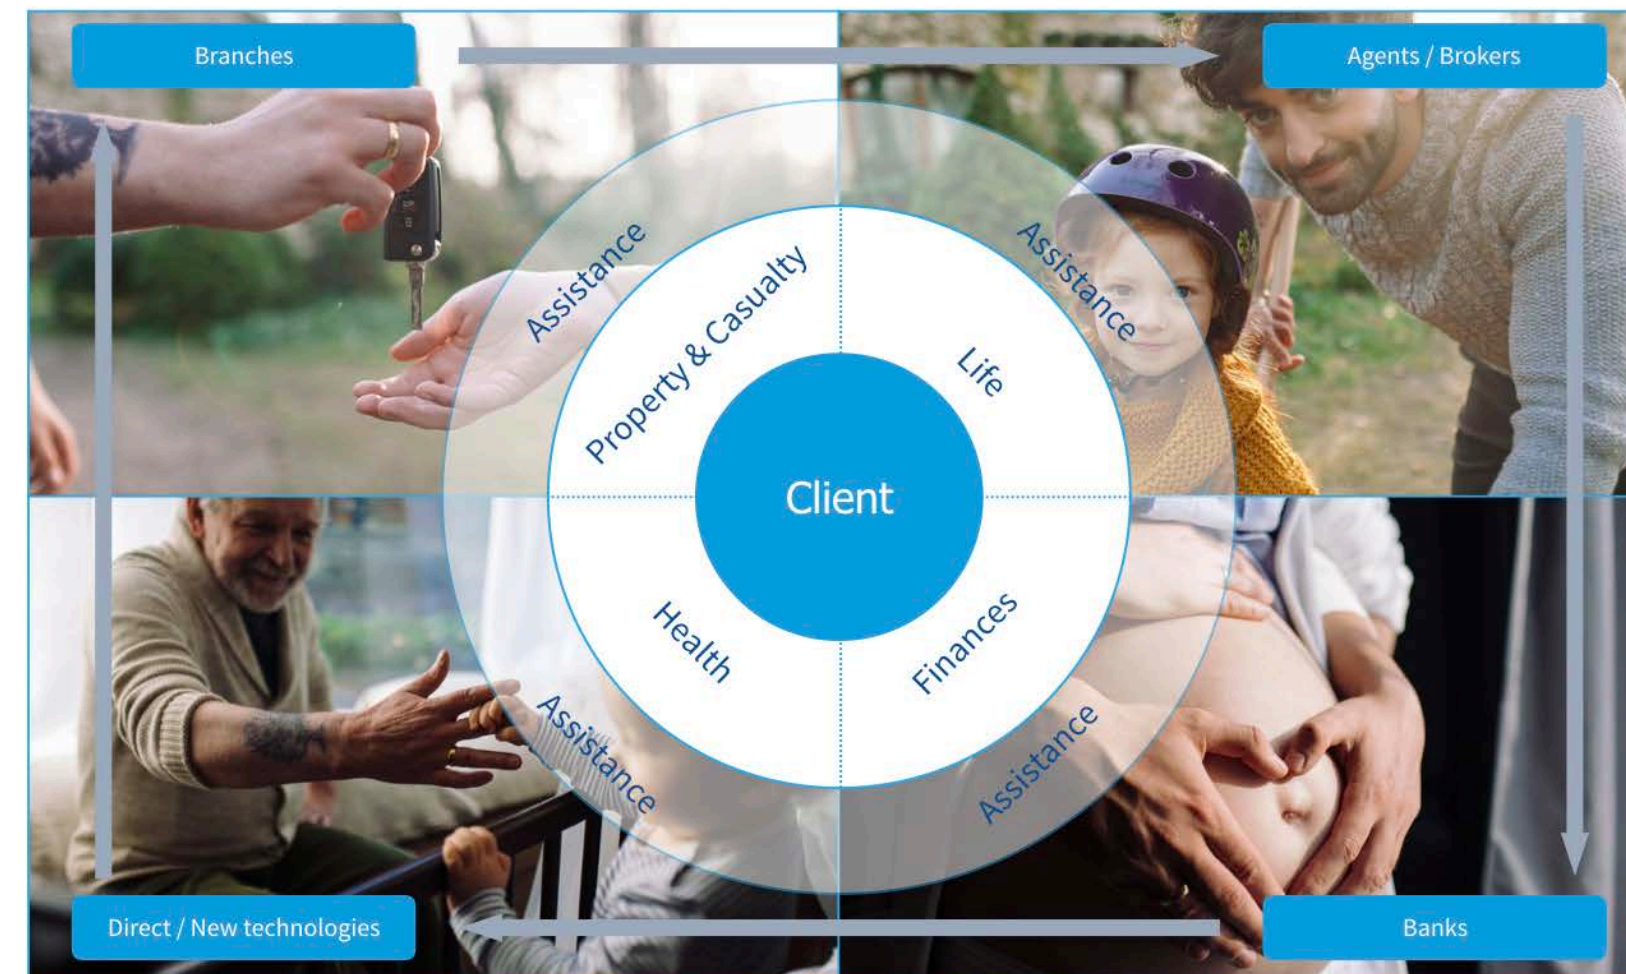 Branches
Agents / Brokers
Assistance
Assistance
Property & Casualty
Life
Client
Health
Finances
Assistance
Assistance
Direct / New technologies
Banks